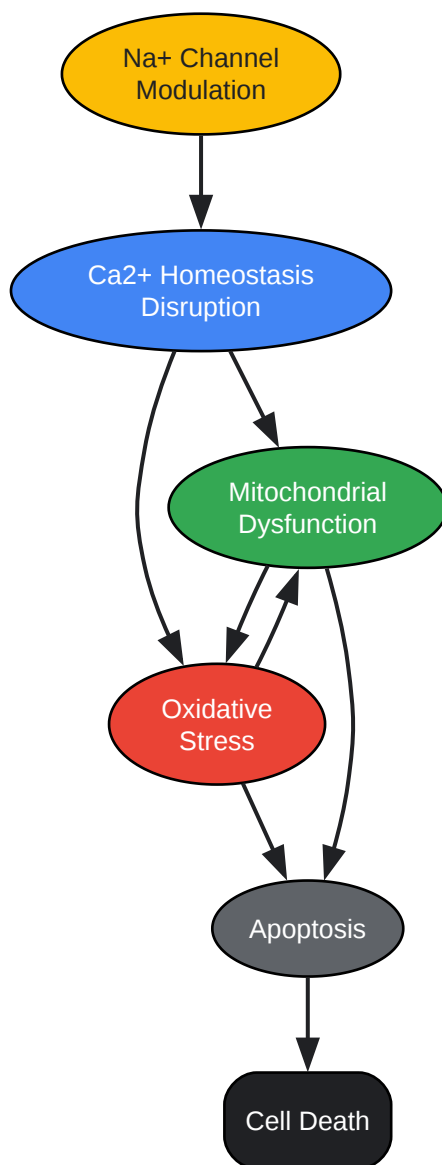 Na+ Channel
Modulation
Ca2+ Homeostasis
Disruption
Mitochondrial
Dysfunction
Oxidative
Stress
Apoptosis
Cell Death